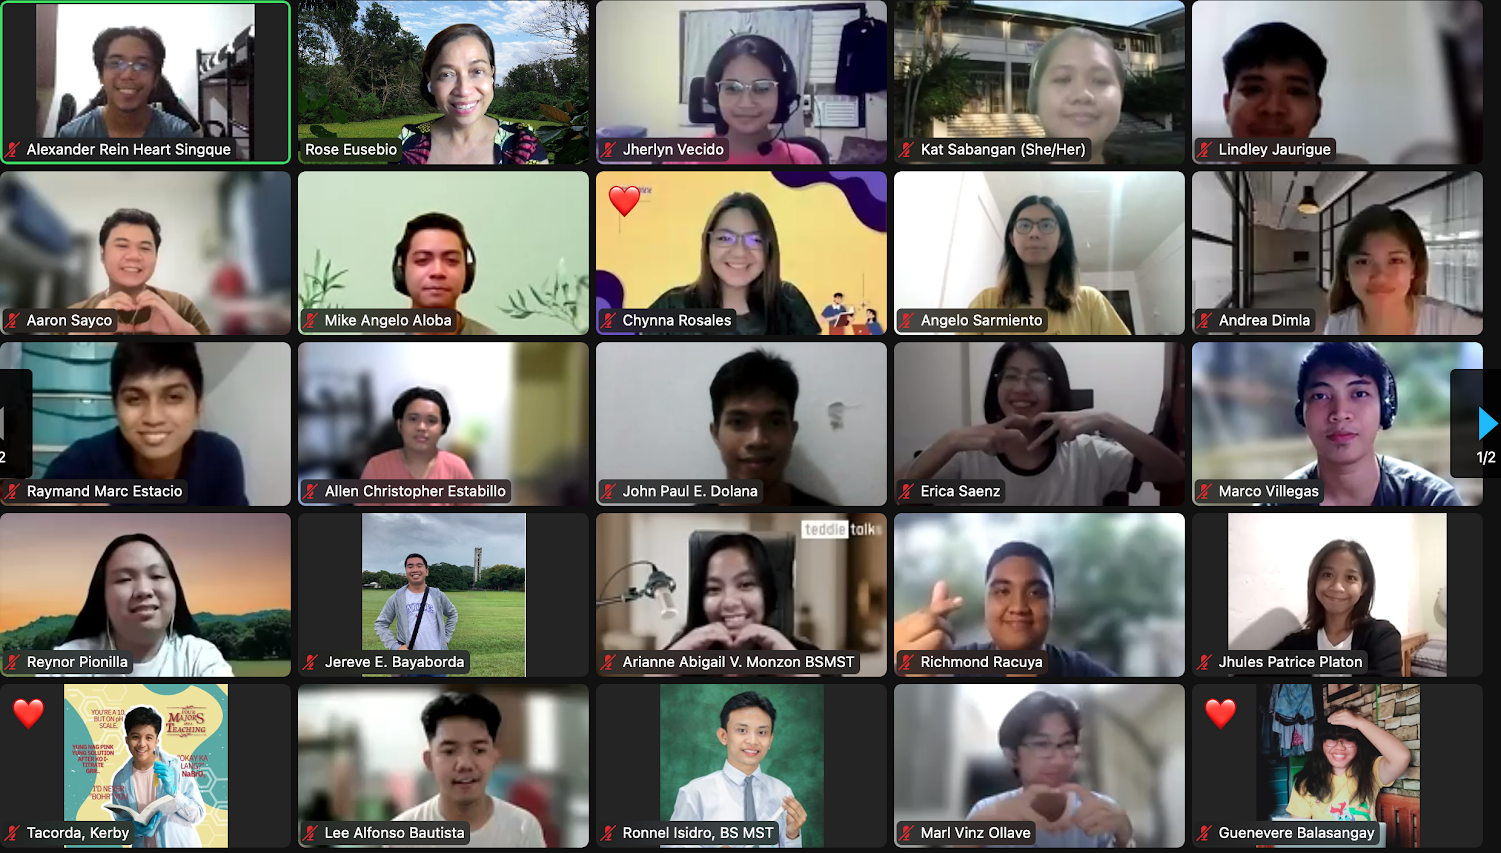 Alexander Rein Heart Singque
Rose Eusebio
Jherlyn Vecido
Kat Sabangan (She/Her)
Lindley Jaurigue
Aaron Sayco
Mike Angelo Aloba
Chynna Rosales
Angelo Sarmiento
Andrea Dimla
Raymand Marc Estacio
Allen Christopher Estabillo
John Paul E. Dolana
Erica Saenz
Marco Villegas
2
1/2
teddie talks
Reynor Pionilla
Jereve E. Bayaborda
Arianne Abigail V. Monzon BSMST
Richmond Racuya
Jhules Patrice Platon
YOU'RE A 10,
BUT ON pH
SCALE.
YUNG NAG PINK
YUNG SOLUTION
AFTER KO I-
TITRATE
GRR..
I'D NEVER
"BOHR" YOU
MAJORS
TEACHING
"OKAY KA
LANG?"
NaBrO
Tacorda, Kerby
Lee Alfonso Bautista
Ronnel Isidro, BS MST
Marl Vinz Ollave
Guenevere Balasangay